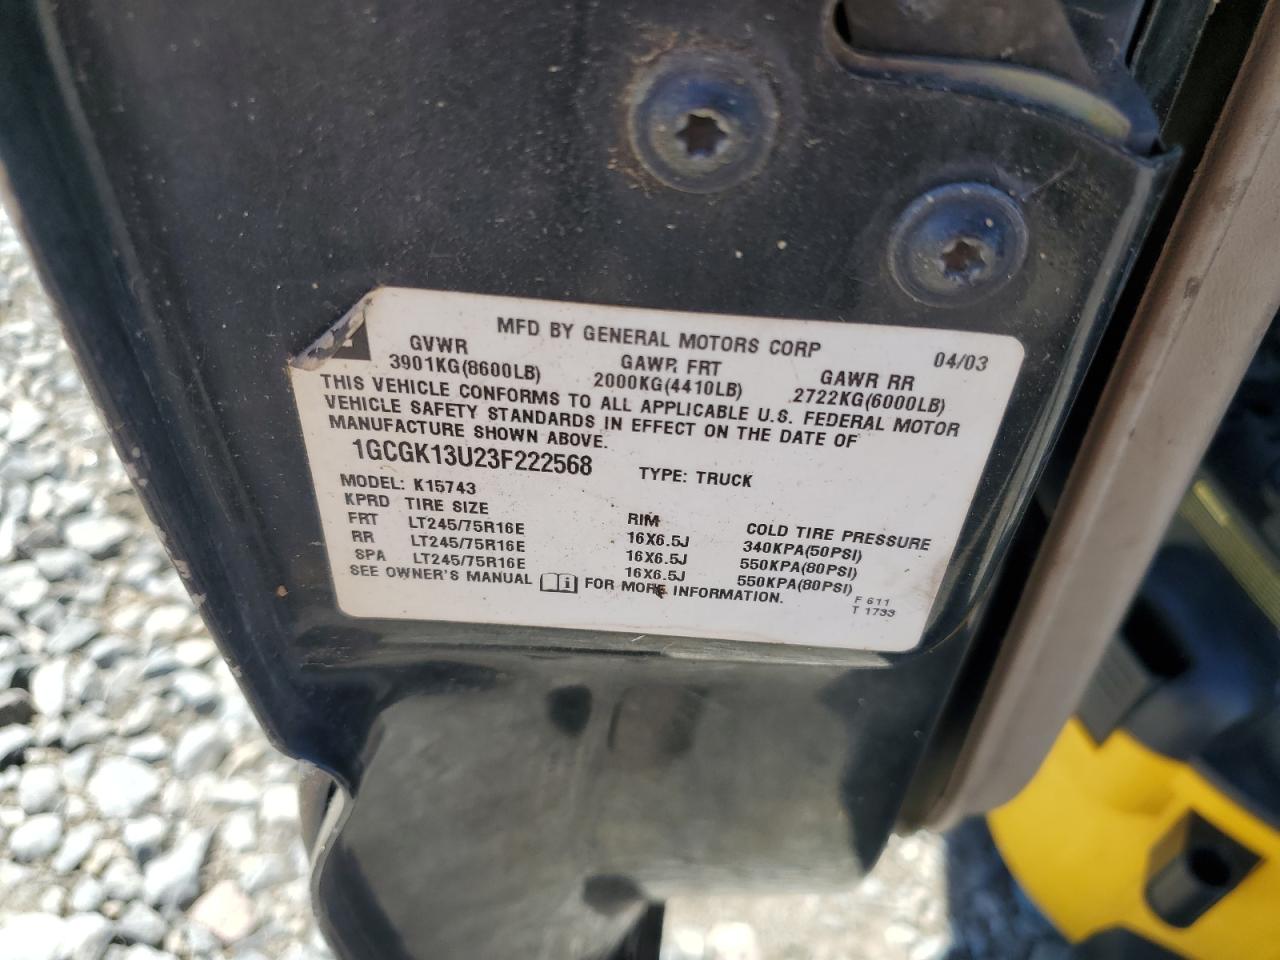 MFD BY GENERAL MOTORS CORP 04/03
GVWR GAWR FRT GAWR RR
3901KG(8600LB) 2000KG(4410LB) 2722KG(6000LB)
THIS VEHICLE CONFORMS TO ALL APPLICABLE U.S. FEDERAL MOTOR
VEHICLE SAFETY STANDARDS IN EFFECT ON THE DATE OF
MANUFACTURE SHOWN ABOVE.
1GCGK13U23F222568 TYPE: TRUCK
MODEL: K15743
KPRD TIRE SIZE RIM COLD TIRE PRESSURE
FRT LT245/75R16E 16X6.5J 340KPA(50PSI)
RR LT245/75R16E 16X6.5J 550KPA(80PSI)
SPA LT245/75R16E 16X6.5J 550KPA(80PSI)
SEE OWNER'S MANUAL FOR MORE INFORMATION.
F 611
T 1733